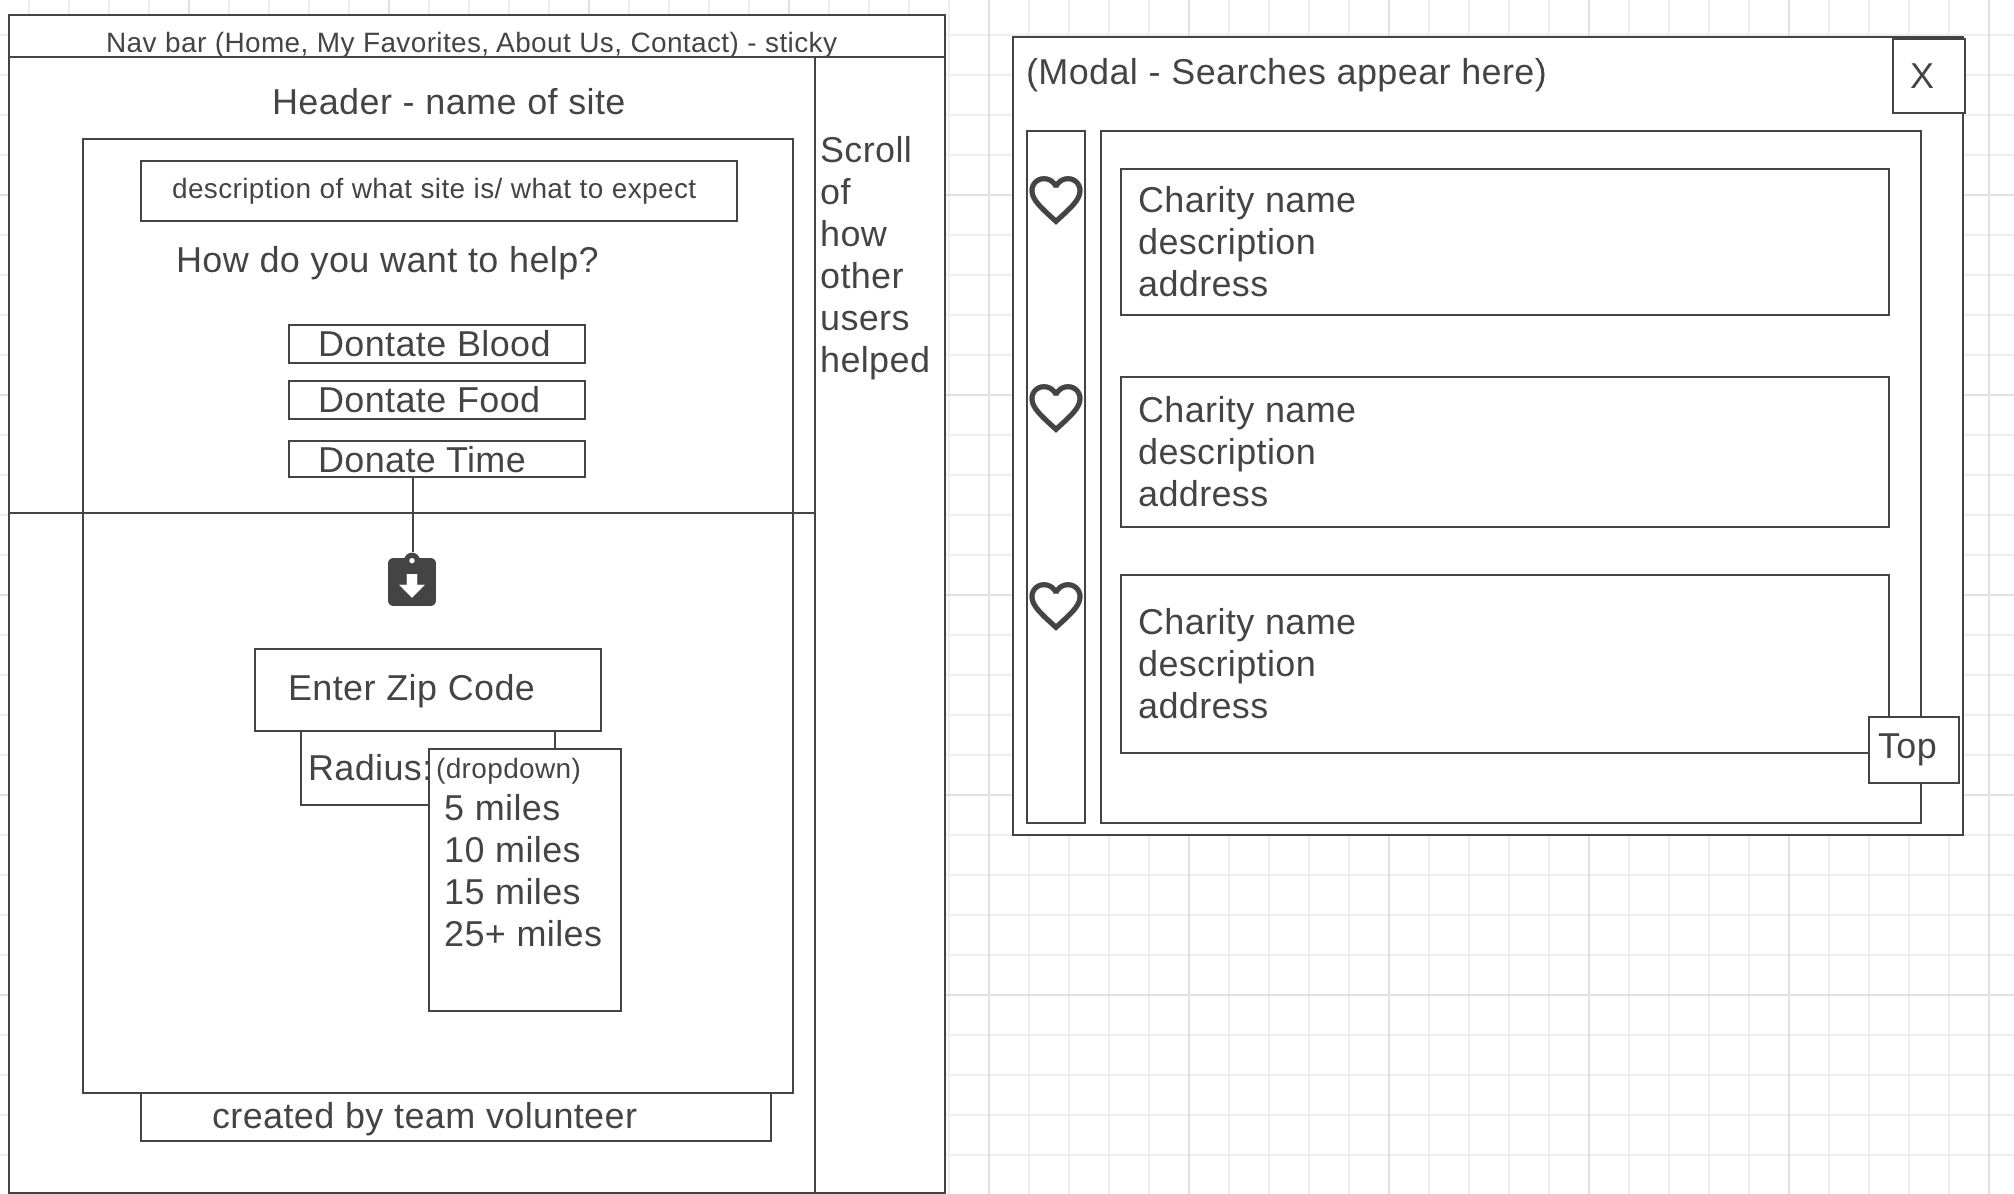 Nav bar (Home, My Favorites, About Us, Contact) - sticky
Header - name of site
description of what site is/ what to expect
How do you want to help?
Dontate Blood
Dontate Food
Donate Time
Enter Zip Code
Radius:
(dropdown)
5 miles
10 miles
15 miles
25+ miles
created by team volunteer
Scroll
of
how
other
users
helped
(Modal - Searches appear here)
X
Charity name
description
address
Charity name
description
address
Charity name
description
address
Top